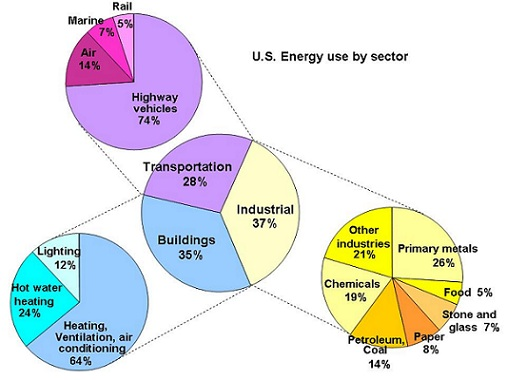 U.S. Energy use by sector
Rail
5%
Marine
7%
Air
14%
Highway
vehicles
74%
Transportation
28%
Industrial
37%
Buildings
35%
Lighting
12%
Hot water
heating
24%
Heating,
Ventilation, air
conditioning
64%
Other
industries
21%
Primary metals
26%
Food 5%
Stone and
glass 7%
Paper
8%
Petroleum,
Coal
14%
Chemicals
19%